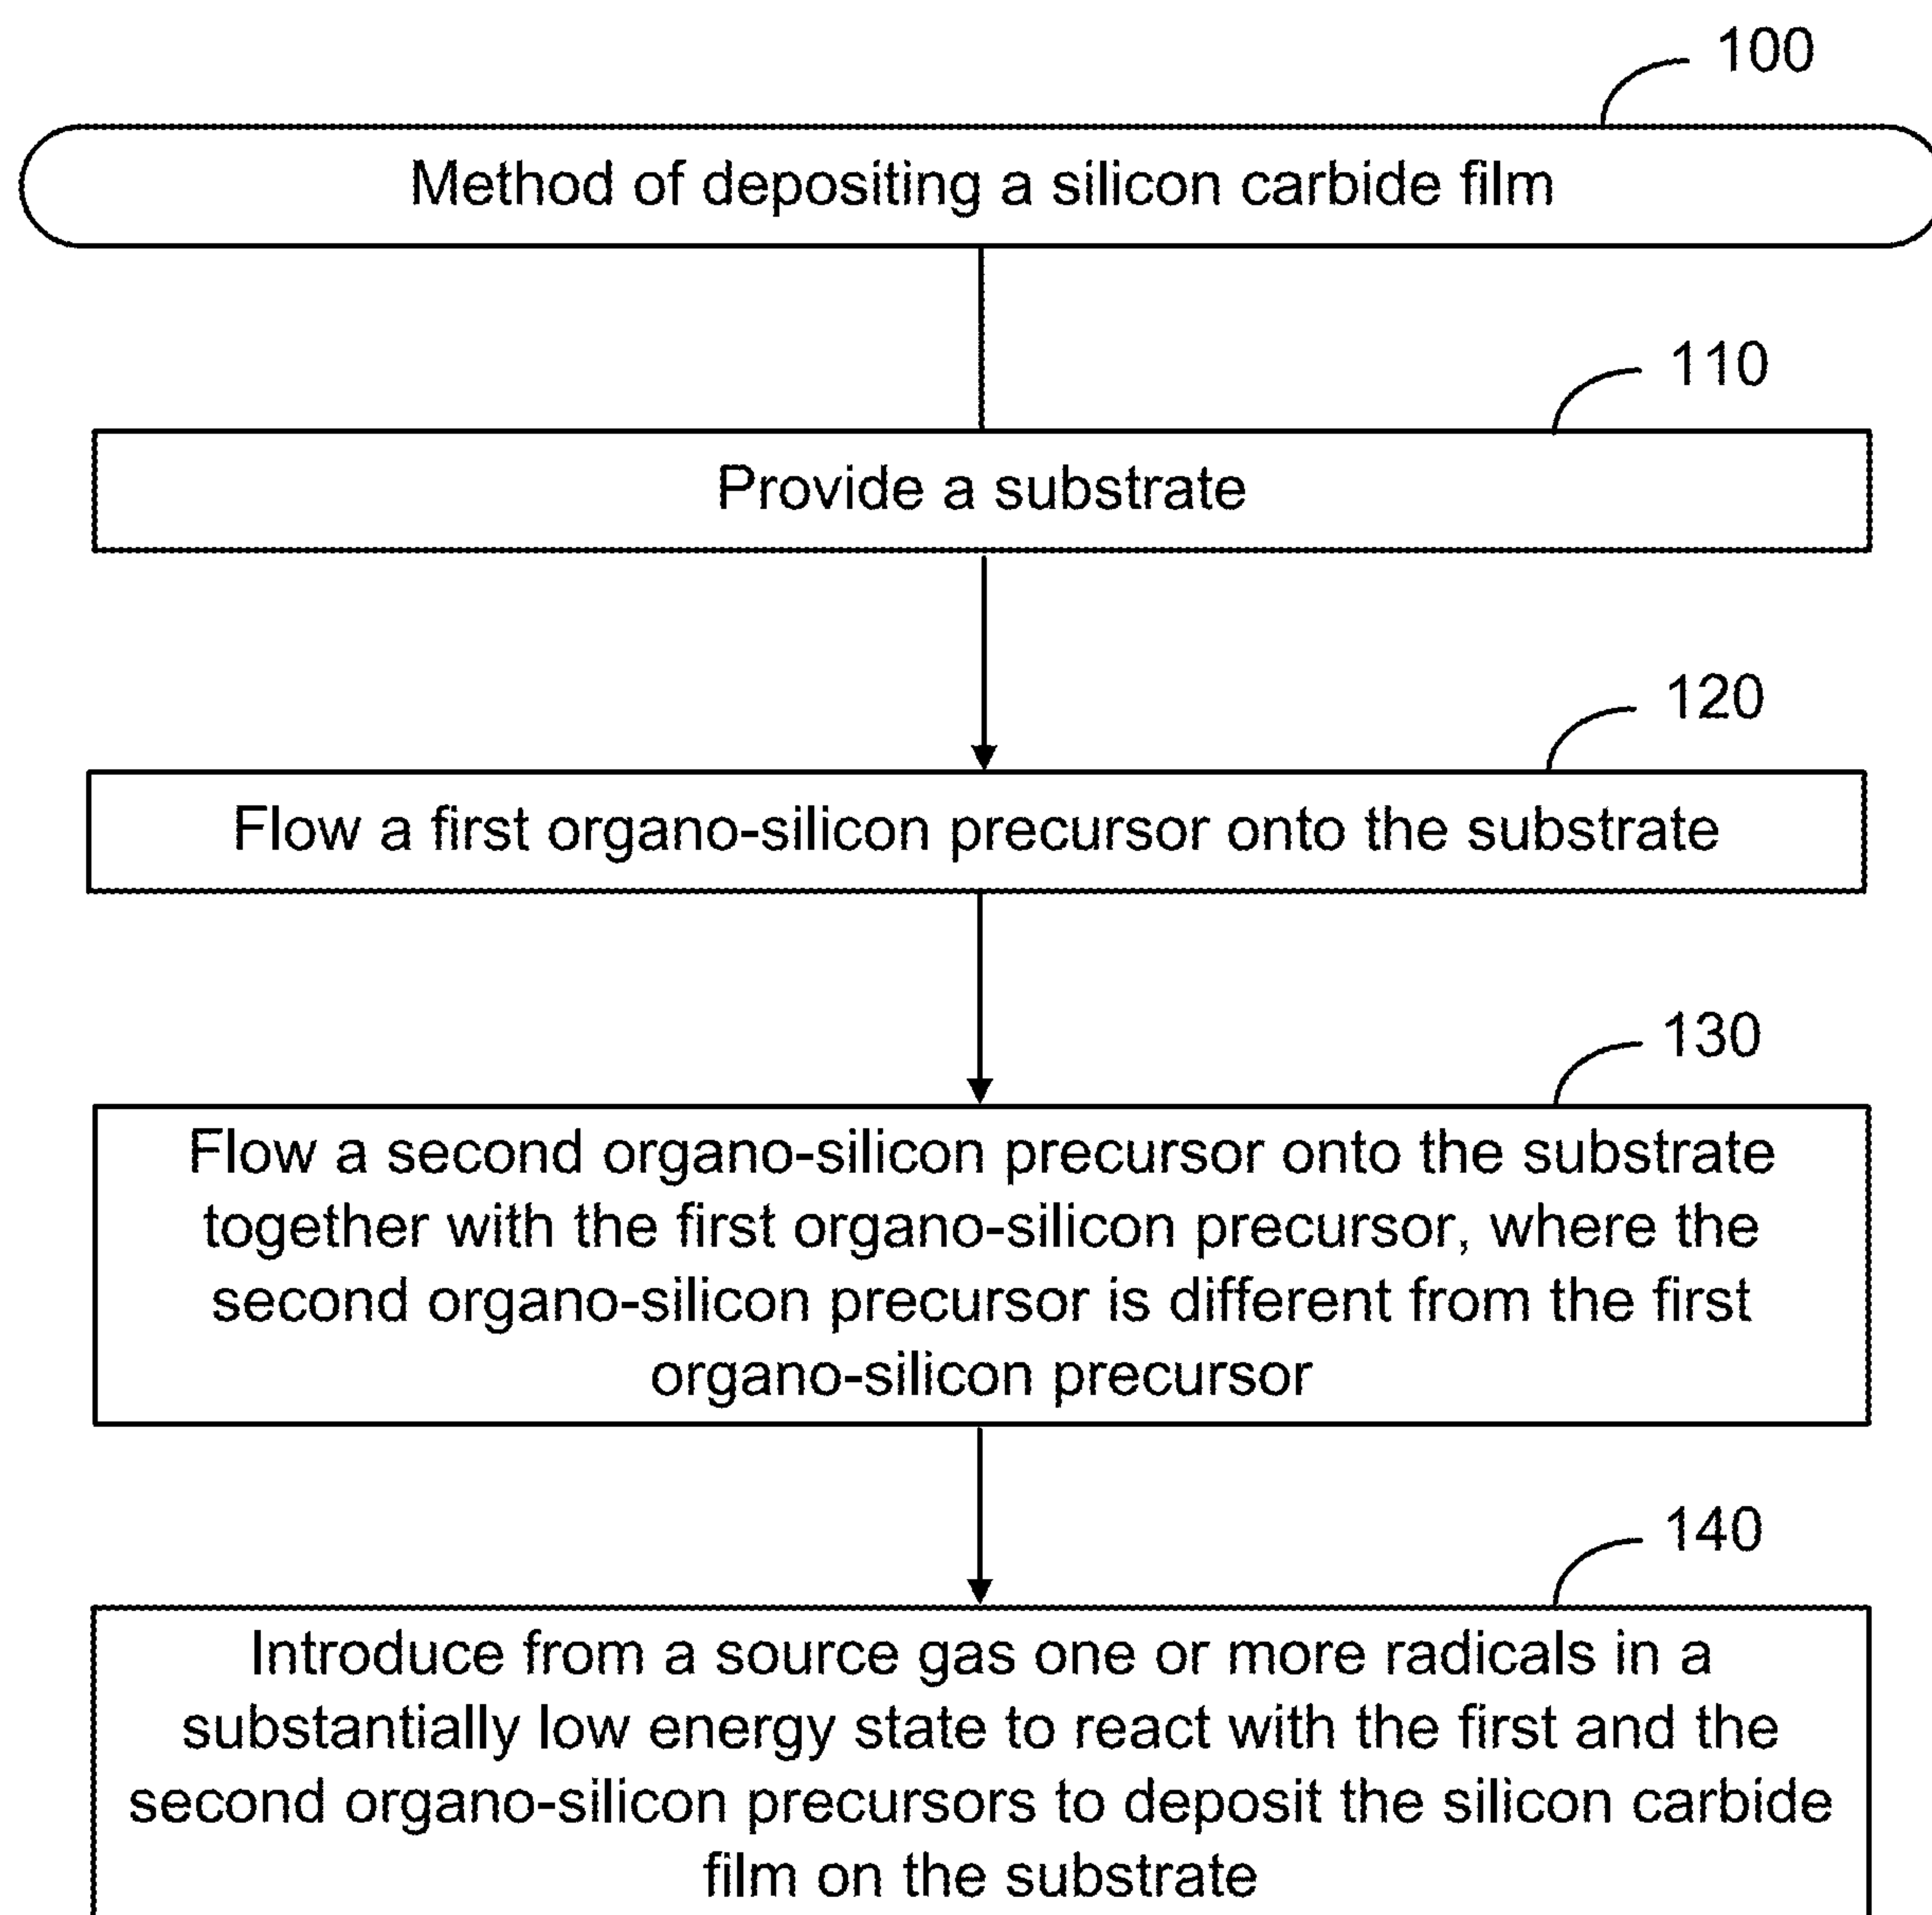 100
Method of depositing a silicon carbide film
110
Provide a substrate
120
Flow a first organo-silicon precursor onto the substrate
130
Flow a second organo-silicon precursor onto the substrate
together with the first organo-silicon precursor, where the
second organo-silicon precursor is different from the first
organo-silicon precursor
140
Introduce from a source gas one or more radicals in a
substantially low energy state to react with the first and the
second organo-silicon precursors to deposit the silicon carbide
film on the substrate